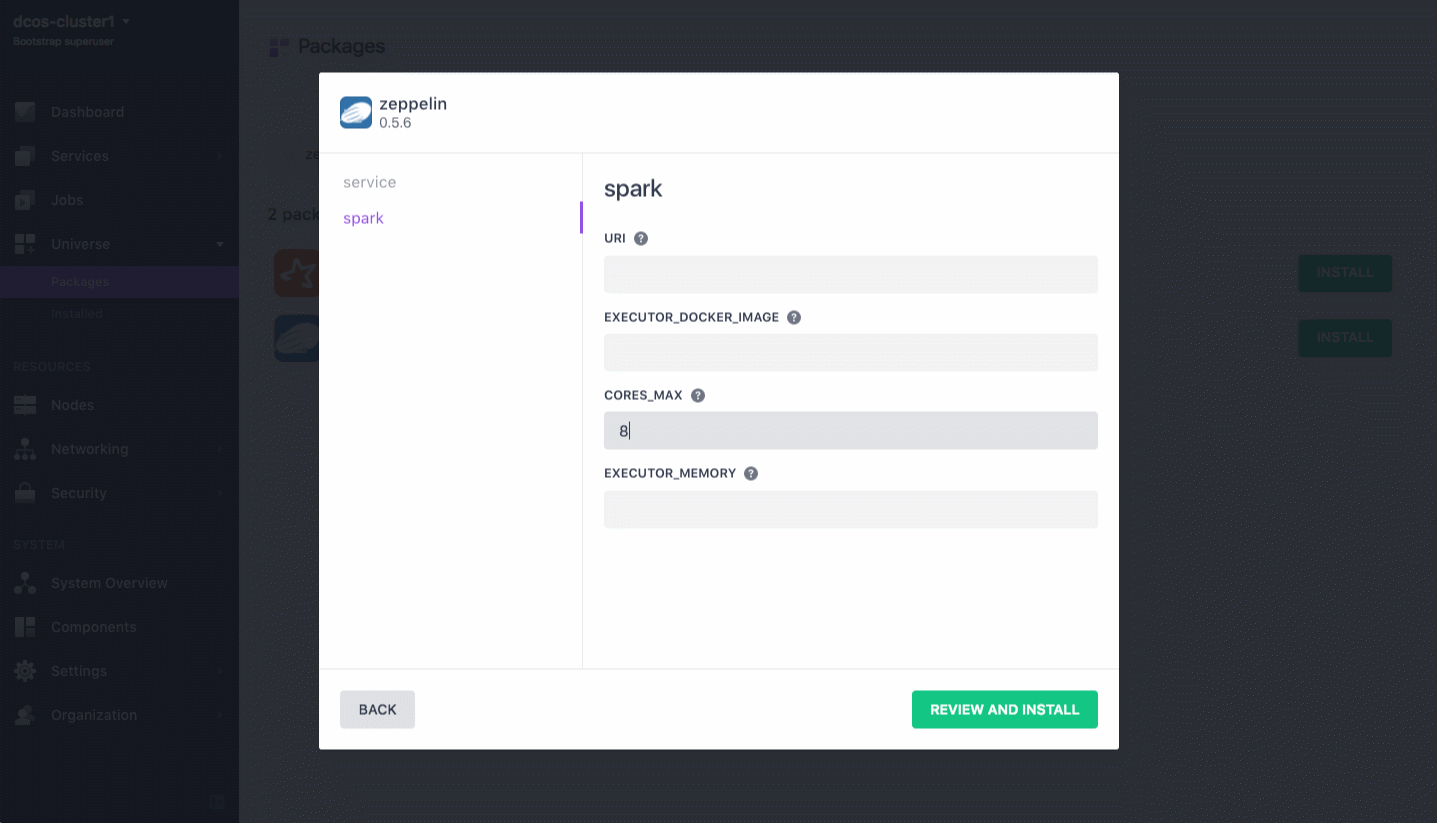 dcos-cluster1
Bootstrap superuser
Dashboard
Services
Jobs
Universe
Packages
Installed
RESOURCES
Nodes
Networking
Security
SYSTEM
System Overview
Components
Settings
Organization
Packages
ze
2 pack
INSTALL
INSTALL
zeppelin
0.5.6
service
spark
spark
URI ?
EXECUTOR_DOCKER_IMAGE ?
CORES_MAX ?
8
EXECUTOR_MEMORY ?
BACK
REVIEW AND INSTALL